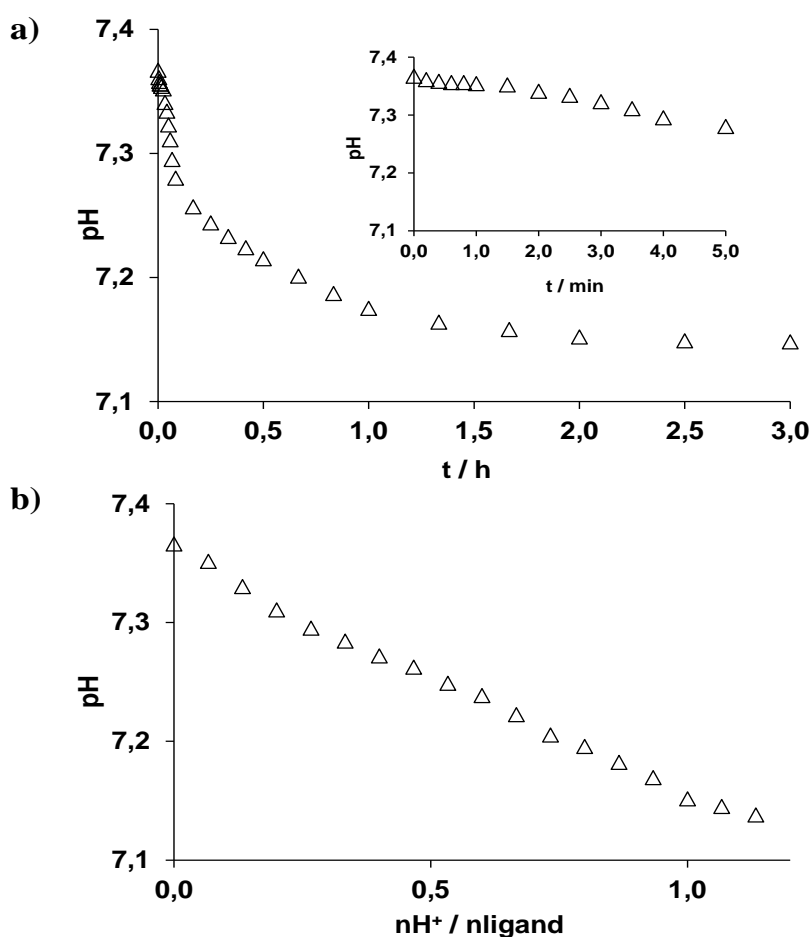 a)
7,4
7,3
7,2
7,1
pH
0,0 0,5 1,0 1,5 2,0 2,5 3,0
t / h
7,4
7,3
7,2
7,1
pH
0,0 1,0 2,0 3,0 4,0 5,0
t / min
b)
7,4
7,3
7,2
7,1
pH
0,0 0,5 1,0
nH⁺ / nligand